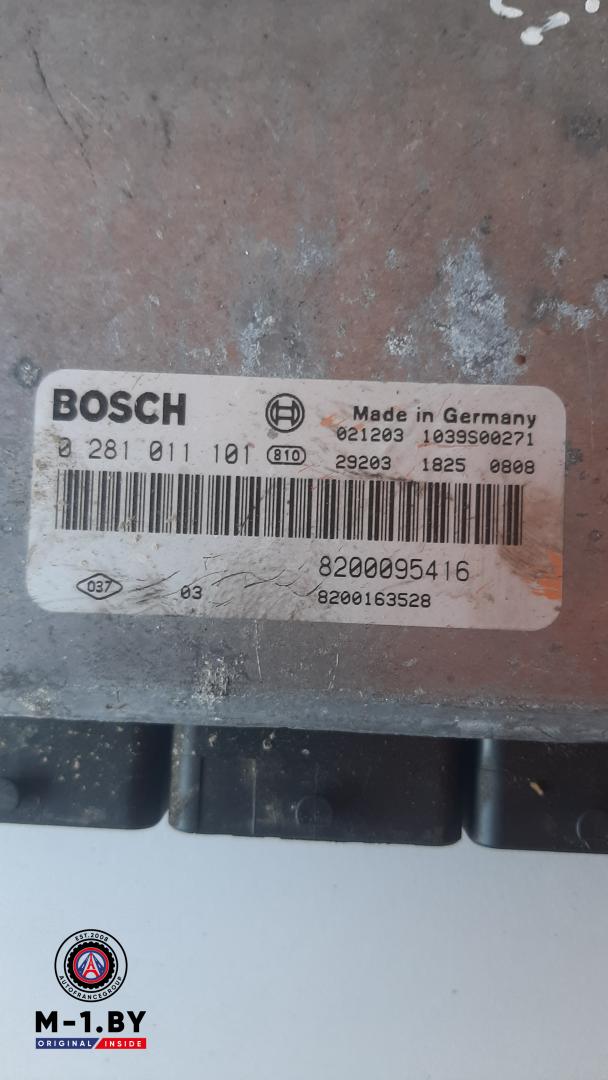 BOSCH
Made in Germany
021203 1039S00271
0 281 011 101 810
29203 1825 0808
8200095416
037 03
8200163528
EST.2008
AUTOFRANCEGROUP
M-1.BY
ORIGINAL INSIDE